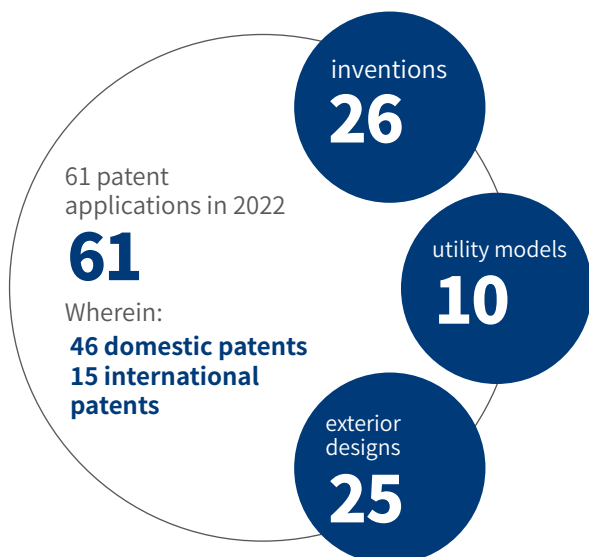 61 patent
applications in 2022
61
Wherein:
46 domestic patents
15 international
patents
inventions
26
utility models
10
exterior
designs
25